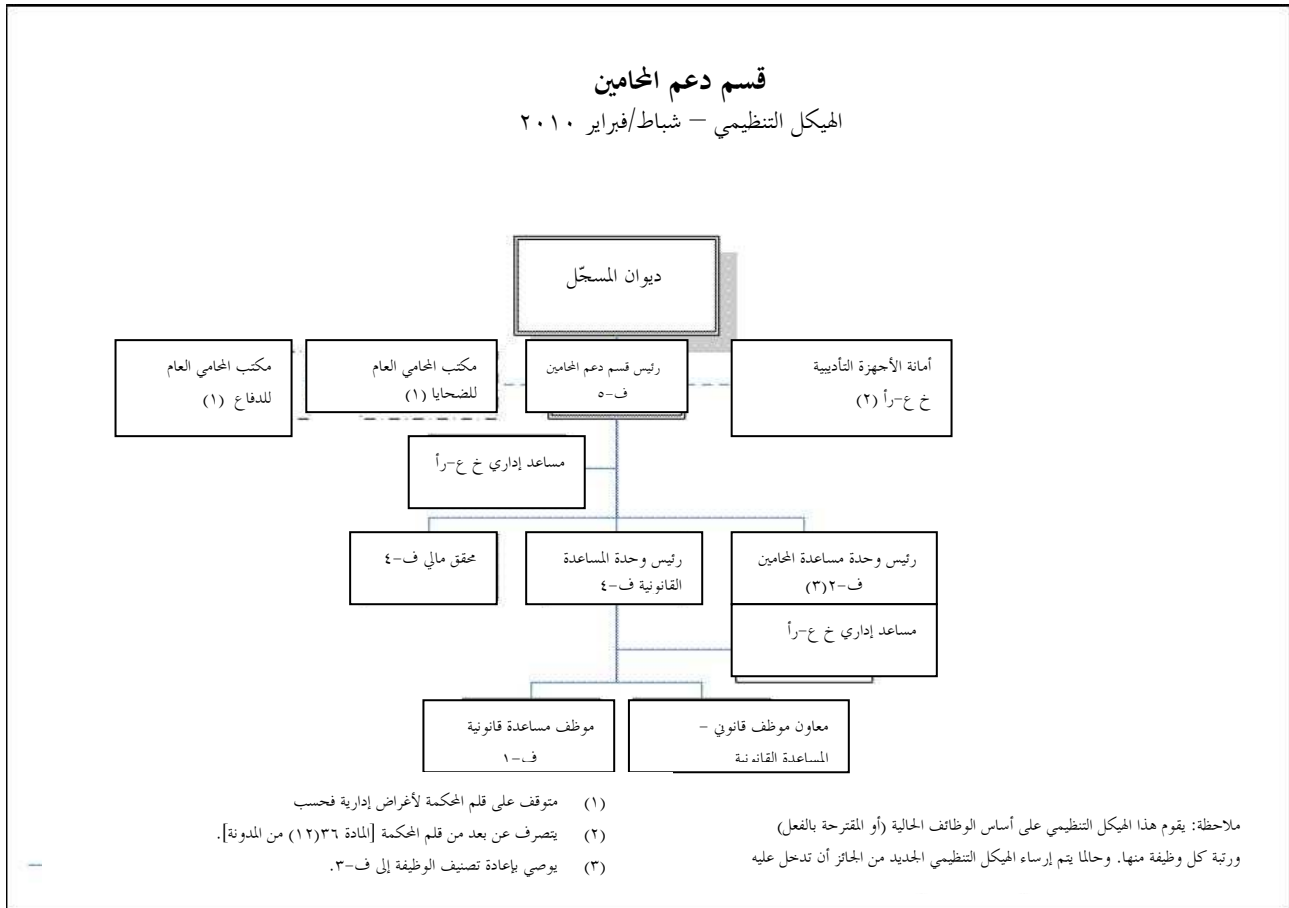 قسم دعم المحامين
الهيكل التنظيمي – شباط/فبراير ٢٠١٠
ديوان المسجّل
أمانة الأجهزة التأديبية
خ ع-رأ (٢)
رئيس قسم دعم المحامين
ف-٥
مكتب المحامي العام
للضحايا (١)
مكتب المحامي العام
للدفاع (١)
مساعد إداري خ ع-رأ
رئيس وحدة مساعدة المحامين
ف-٢(٣)
رئيس وحدة المساعدة
القانونية ف-٤
محقق مالي ف-٤
مساعد إداري خ ع-رأ
معاون موظف قانوني –
المساعدة القانونية
موظف مساعدة قانونية
ف-١
ملاحظة: يقوم هذا الهيكل التنظيمي على أساس الوظائف الحالية (أو المقترحة بالفعل)
ورتبة كل وظيفة منها. وحالما يتم إرساء الهيكل التنظيمي الجديد من الجائز أن تدخل عليه
(١) متوقف على قلم المحكمة لأغراض إدارية فحسب
(٢) يتصرف عن بعد من قلم المحكمة [المادة ٣٦(١٢) من المدونة].
(٣) يوصي بإعادة تصنيف الوظيفة إلى ف-٣.